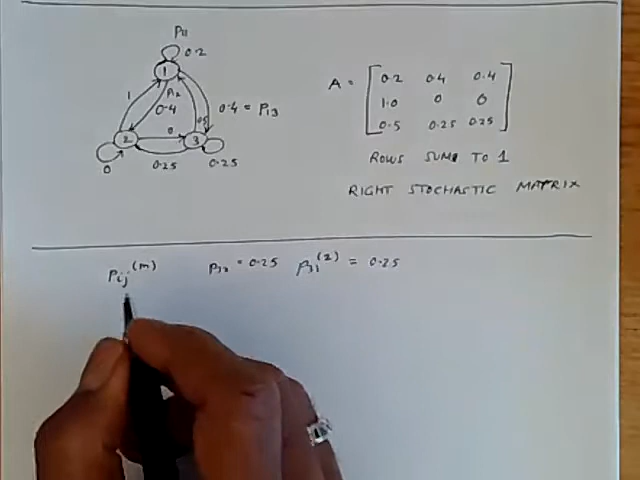 P11
0.2
1
1
P12
0.4
0.5
0.4 = P13
2
0
3
0
0.25
0.25
A = [ 0.2 0.4 0.4
1.0 0 0
0.5 0.25 0.25 ]
ROWS SUM TO 1
RIGHT STOCHASTIC MATRIX
Pij(m) P32 = 0.25 P31(2) = 0.25